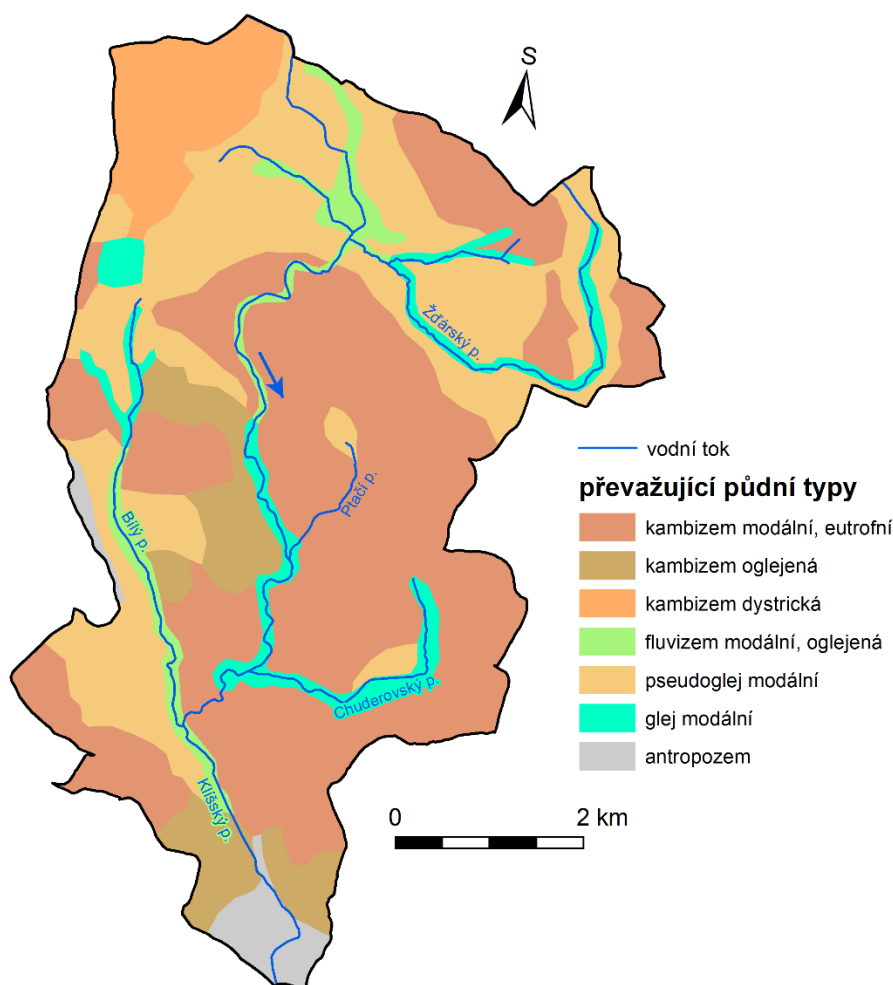 S
Žďárský p.
Ptačí p.
Bílý p.
Chuderovský p.
Klíšský p.
vodní tok
převažující půdní typy
kambizem modální, eutrofní
kambizem oglejená
kambizem dystrická
fluvizem modální, oglejená
pseudoglej modální
glej modální
antropozem
0 2 km